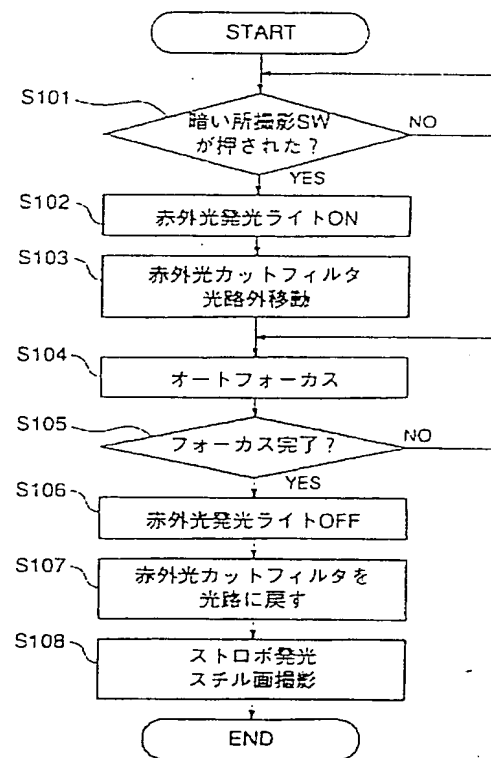 START
S101
暗い所撮影SW
が押された？
NO
YES
S102
赤外光発光ライトON
S103
赤外光カットフィルタ
光路外移動
S104
オートフォーカス
S105
フォーカス完了？
NO
YES
S106
赤外光発光ライトOFF
S107
赤外光カットフィルタを
光路に戻す
S108
ストロボ発光
スチル画撮影
END